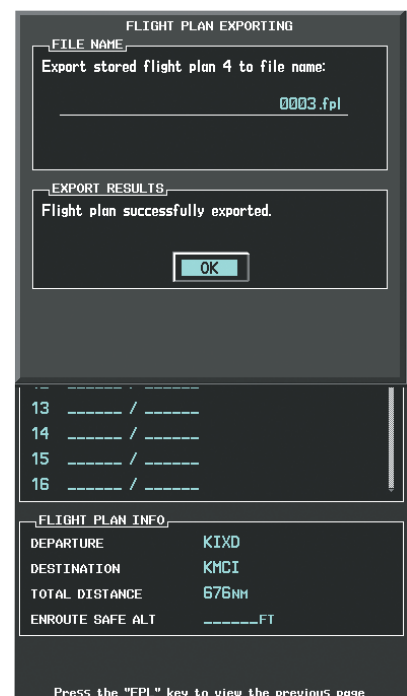 FLIGHT PLAN EXPORTING
FILE NAME
Export stored flight plan 4 to file name:
0003.fpl
EXPORT RESULTS
Flight plan successfully exported.
OK
13 ______ / ______
14 ______ / ______
15 ______ / ______
16 ______ / ______
FLIGHT PLAN INFO
DEPARTURE KIXD
DESTINATION KMCI
TOTAL DISTANCE 676NM
ENROUTE SAFE ALT ______FT
Press the "FPL" key to view the previous page